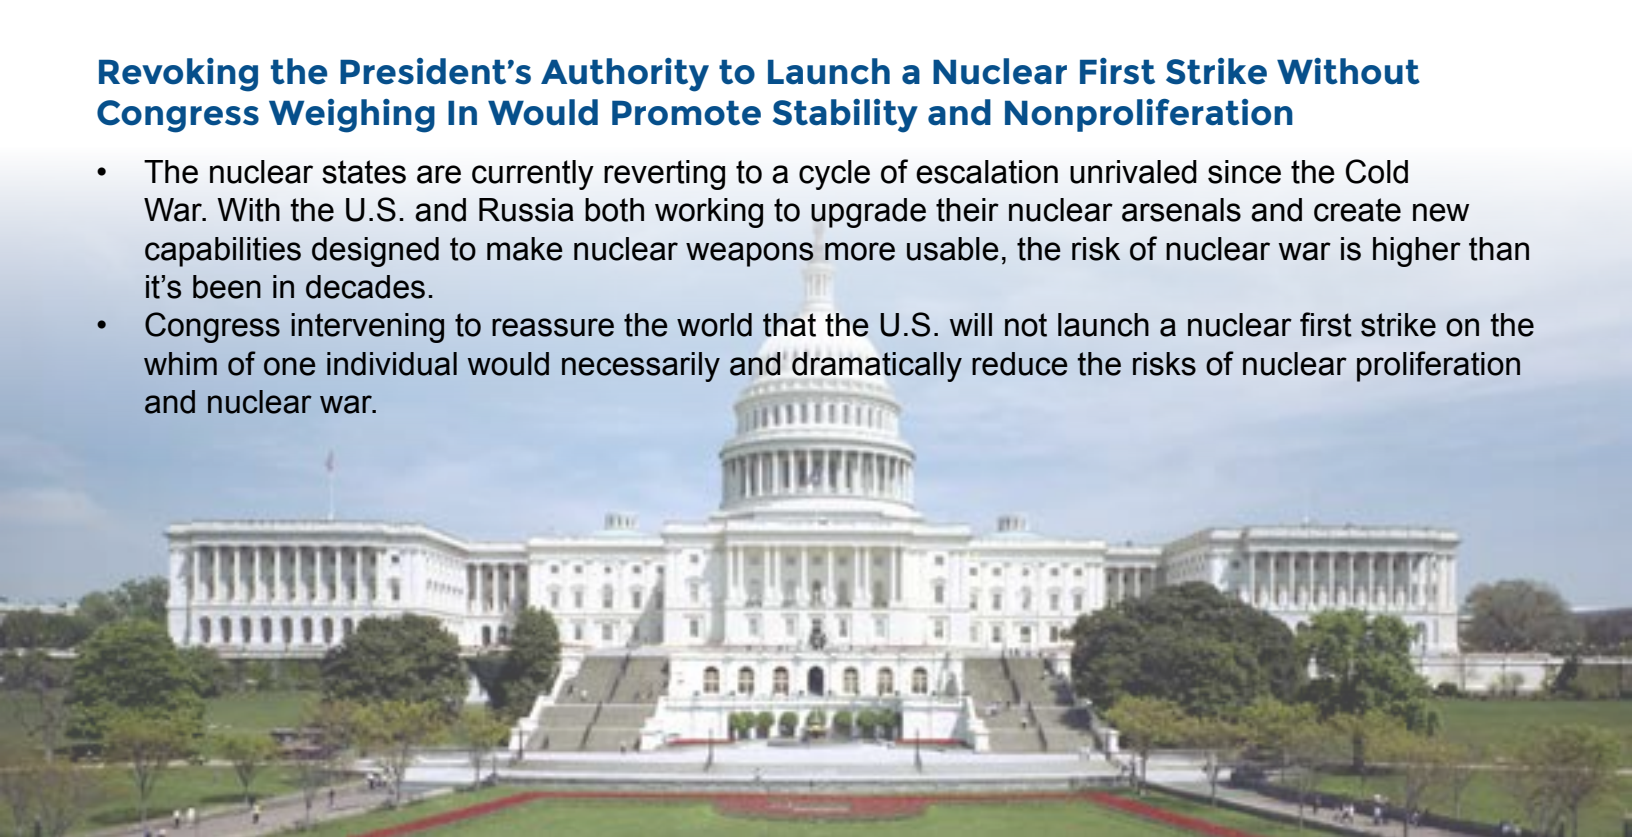 Revoking the President’s Authority to Launch a Nuclear First Strike Without
Congress Weighing In Would Promote Stability and Nonproliferation
• The nuclear states are currently reverting to a cycle of escalation unrivaled since the Cold
War. With the U.S. and Russia both working to upgrade their nuclear arsenals and create new
capabilities designed to make nuclear weapons more usable, the risk of nuclear war is higher than
it’s been in decades.
• Congress intervening to reassure the world that the U.S. will not launch a nuclear first strike on the
whim of one individual would necessarily and dramatically reduce the risks of nuclear proliferation
and nuclear war.